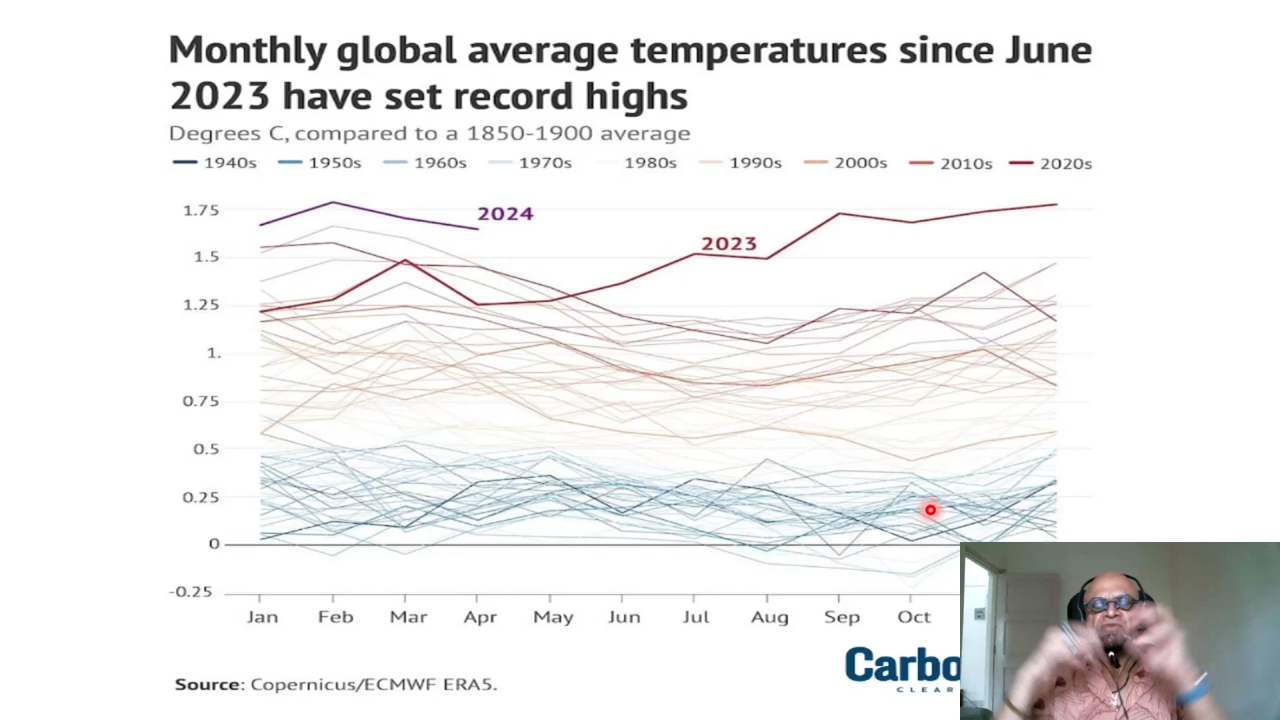 Monthly global average temperatures since June
2023 have set record highs
Degrees C, compared to a 1850-1900 average
1940s 1950s 1960s 1970s 1980s 1990s 2000s 2010s 2020s
1.75
2024
2023
1.5
1.25
1.
0.75
0.5
0.25
0
-0.25
Jan Feb Mar Apr May Jun Jul Aug Sep Oct
Carbo
CLEAR
Source: Copernicus/ECMWF ERA5.